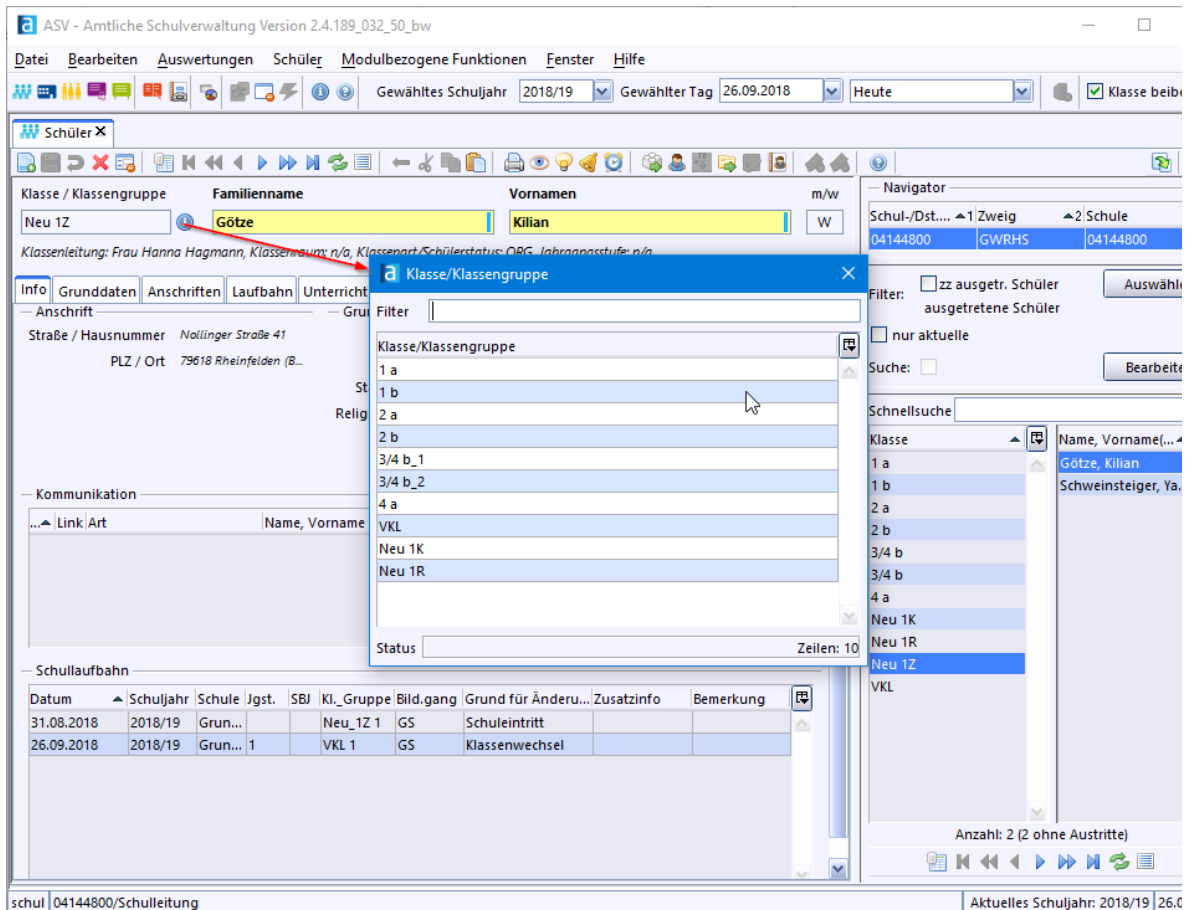 ASV - Amtliche Schulverwaltung Version 2.4.189_032_50_bw
Datei Bearbeiten Auswertungen Schüler Modulbezogene Funktionen Fenster Hilfe
Gewähltes Schuljahr 2018/19 Gewählter Tag 26.09.2018 Heute Klasse beibe
Schüler
Klasse / Klassengruppe Familienname Vornamen m/w
Neu 1Z Götze Kilian W
Klassenleitung: Frau Hanna Hagmann, Klassenraum: n/a, Klassenart/Schülerstatus: ORG, Jahrgangsstufe: n/a
Info Grunddaten Anschriften Laufbahn Unterricht
Anschrift Gru
Straße / Hausnummer Nollinger Straße 41
PLZ / Ort 79618 Rheinfelden (B...
St
Relig
Kommunikation
...Link Art Name, Vorname
Klasse/Klassengruppe
Filter
Klasse/Klassengruppe
1 a
1 b
2 a
2 b
3/4 b_1
3/4 b_2
4 a
VKL
Neu 1K
Neu 1R
Status Zeilen: 10
Schullaufbahn
Datum Schuljahr Schule Jgst. SBJ Kl._Gruppe Bild.gang Grund für Änderu... Zusatzinfo Bemerkung
31.08.2018 2018/19 Grun... Neu_1Z 1 GS Schuleintritt
26.09.2018 2018/19 Grun... 1 VKL 1 GS Klassenwechsel
Navigator
Schul-/Dst.... 1 Zweig 2 Schule
04144800 GWRHS 04144800
Filter: zz ausgetr. Schüler Auswähle
ausgetretene Schüler
nur aktuelle
Suche: Bearbeite
Schnellsuche
Klasse Name, Vorname(...
1 a Götze, Kilian
1 b Schweinsteiger, Ya..
2 a
2 b
3/4 b
3/4 b
4 a
Neu 1K
Neu 1R
Neu 1Z
VKL
Anzahl: 2 (2 ohne Austritte)
schul 04144800/Schulleitung Aktuelles Schuljahr: 2018/19 26.0